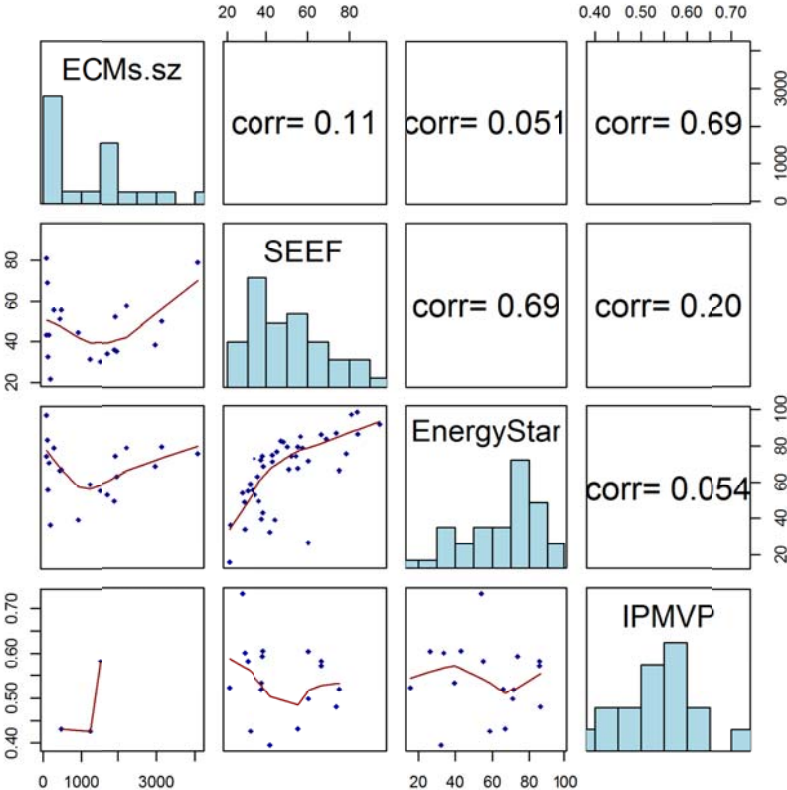 20 40 60 80
0.40 0.50 0.60 0.70
ECMs.sz
corr= 0.11
corr= 0.051
corr= 0.69
0 1000 3000
20 40 60 80
SEEF
corr= 0.69
corr= 0.20
EnergyStar
corr= 0.054
20 40 60 80 100
0.40 0.50 0.60 0.70
IPMVP
0 1000 3000
20 40 60 80 100